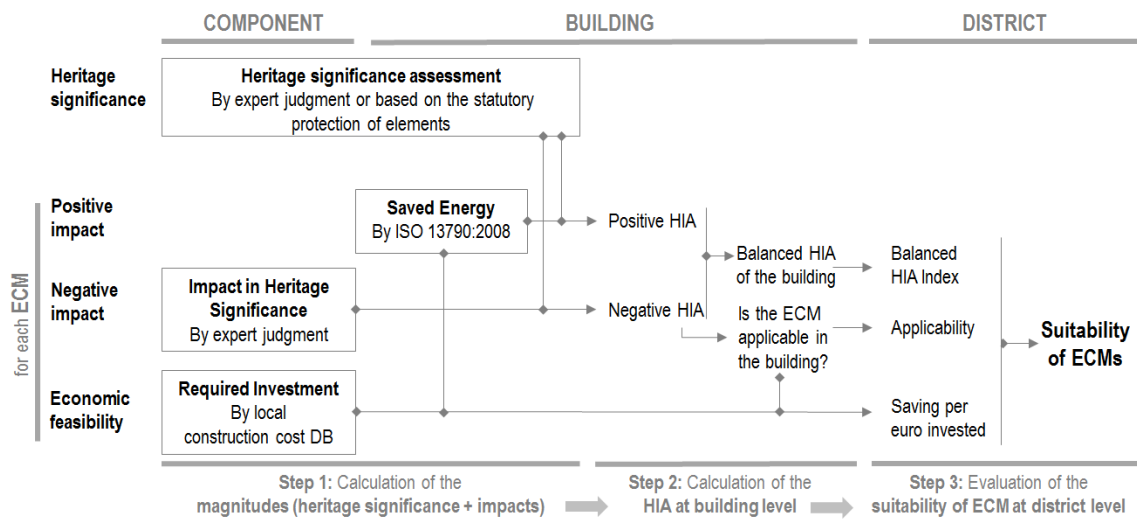 COMPONENT
BUILDING
DISTRICT
Heritage
significance
Heritage significance assessment
By expert judgment or based on the statutory
protection of elements
for each ECM
Positive
impact
Saved Energy
By ISO 13790:2008
Positive HIA
Balanced HIA
of the building
Balanced
HIA Index
Negative
impact
Impact in Heritage
Significance
By expert judgment
Negative HIA
Is the ECM
applicable in
the building?
Applicability
Suitability
of ECMs
Economic
feasibility
Required Investment
By local
construction cost DB
Saving per
euro invested
Step 1: Calculation of the
magnitudes (heritage significance + impacts)
Step 2: Calculation of the
HIA at building level
Step 3: Evaluation of the
suitability of ECM at district level